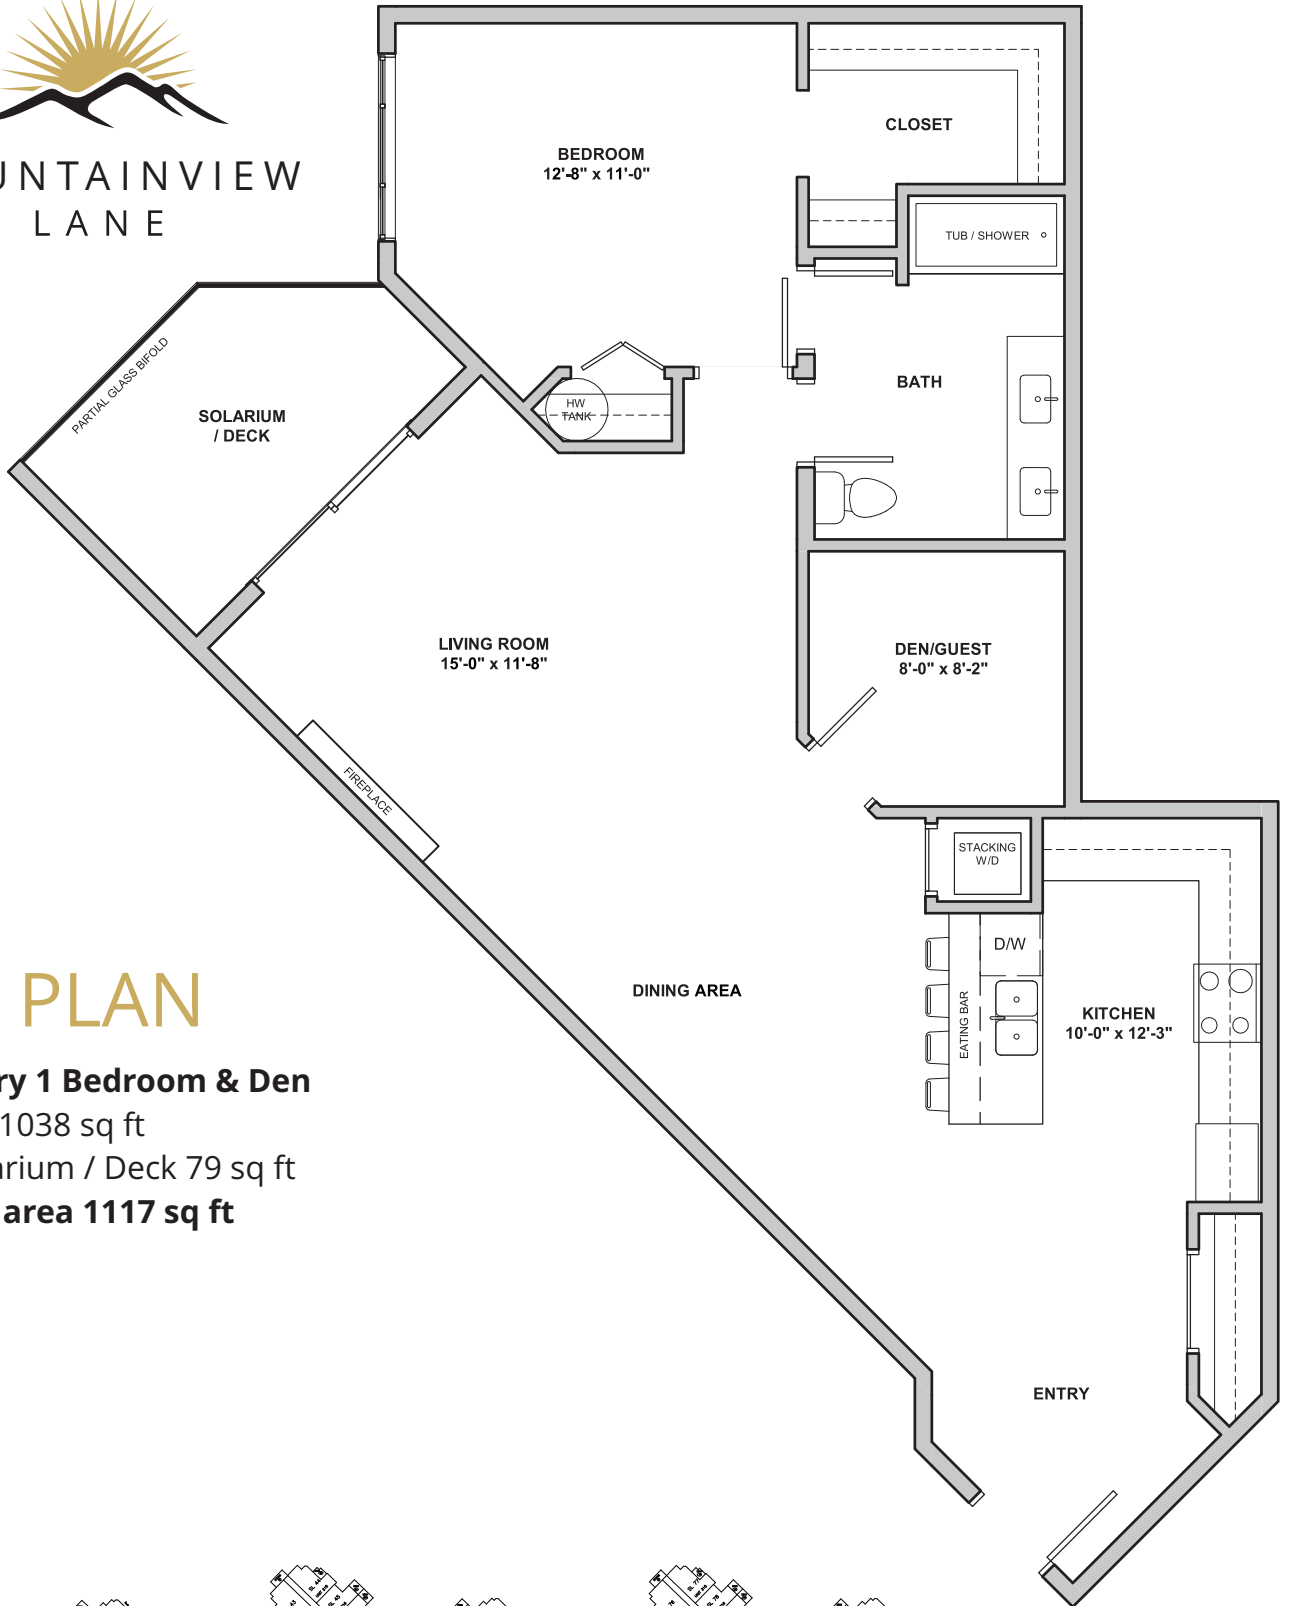 UNTAINVIEW
LANE
BEDROOM
12'-8" x 11'-0"
CLOSET
TUB / SHOWER
PARTIAL GLASS BIFOLD
SOLARIUM
/ DECK
HW
TANK
BATH
LIVING ROOM
15'-0" x 11'-8"
DEN/GUEST
8'-0" x 8'-2"
FIREPLACE
STACKING
W/D
D/W
DINING AREA
EATING BAR
KITCHEN
10'-0" x 12'-3"
PLAN
ry 1 Bedroom & Den
1038 sq ft
arium / Deck 79 sq ft
area 1117 sq ft
ENTRY